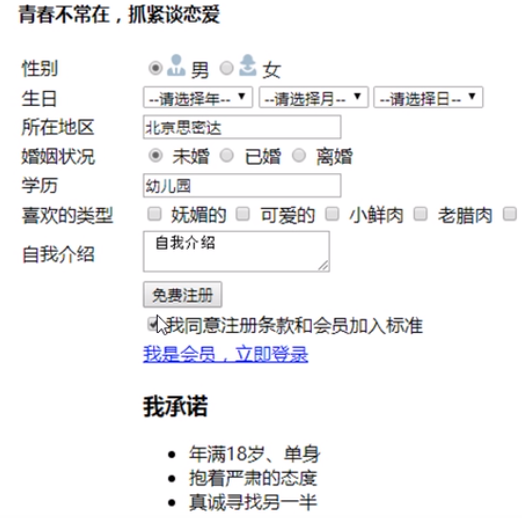 青春不常在，抓紧谈恋爱
性别 男 女
生日 --请选择年-- --请选择月-- --请选择日--
所在地区 北京思密达
婚姻状况 未婚 已婚 离婚
学历 幼儿园
喜欢的类型 妩媚的 可爱的 小鲜肉 老腊肉
自我介绍 自我介绍
免费注册
我同意注册条款和会员加入标准
我是会员，立即登录
我承诺
年满18岁、单身
抱着严肃的态度
真诚寻找另一半